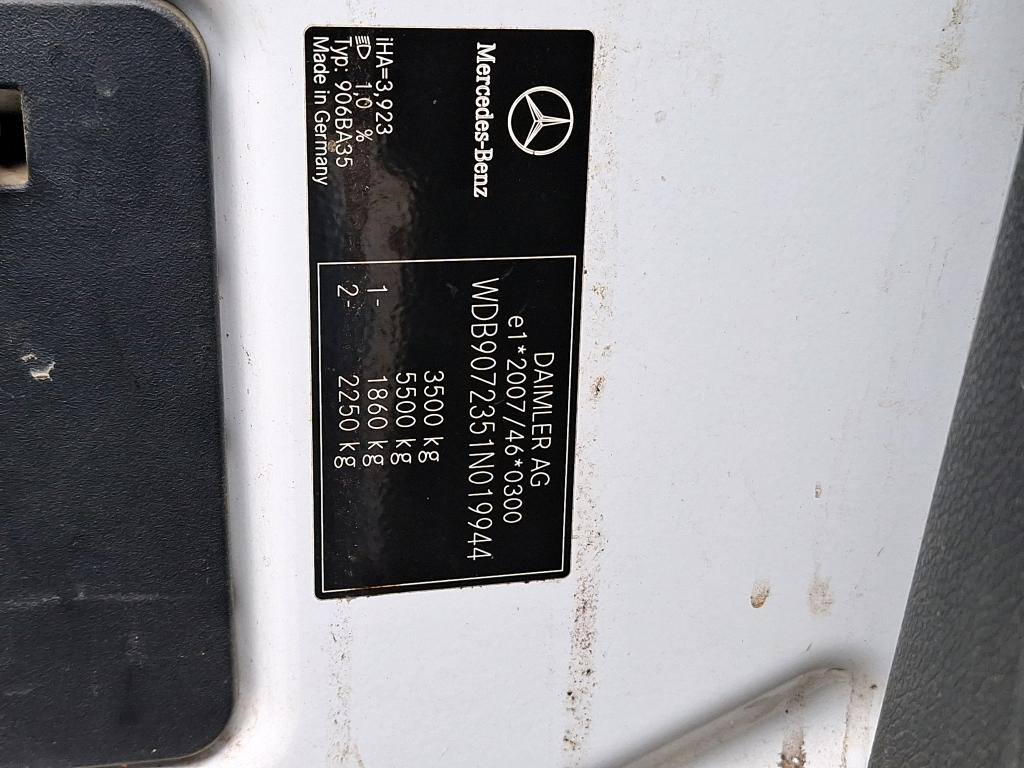 Mercedes-Benz
iHA=3,923
1,0 %
Typ: 906BA35
Made in Germany
DAIMLER AG
e1*2007/46*0300
WDB9072351N019944
3500 kg
5500 kg
1- 1860 kg
2- 2250 kg